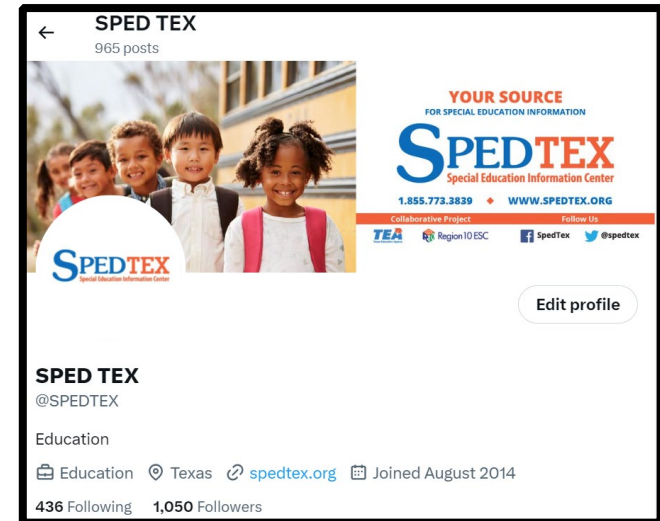 SPED TEX
965 posts
YOUR SOURCE
FOR SPECIAL EDUCATION INFORMATION
SPEDTEX
Special Education Information Center
1.855.773.3839 ◆ WWW.SPEDTEX.ORG
Collaborative Project
Follow Us
TEA
Region 10 ESC
SpedTex
@spedtex
SPEDTEX
Special Education Information Center
Edit profile
SPED TEX
@SPEDTEX
Education
Education Texas spedtex.org Joined August 2014
436 Following 1,050 Followers